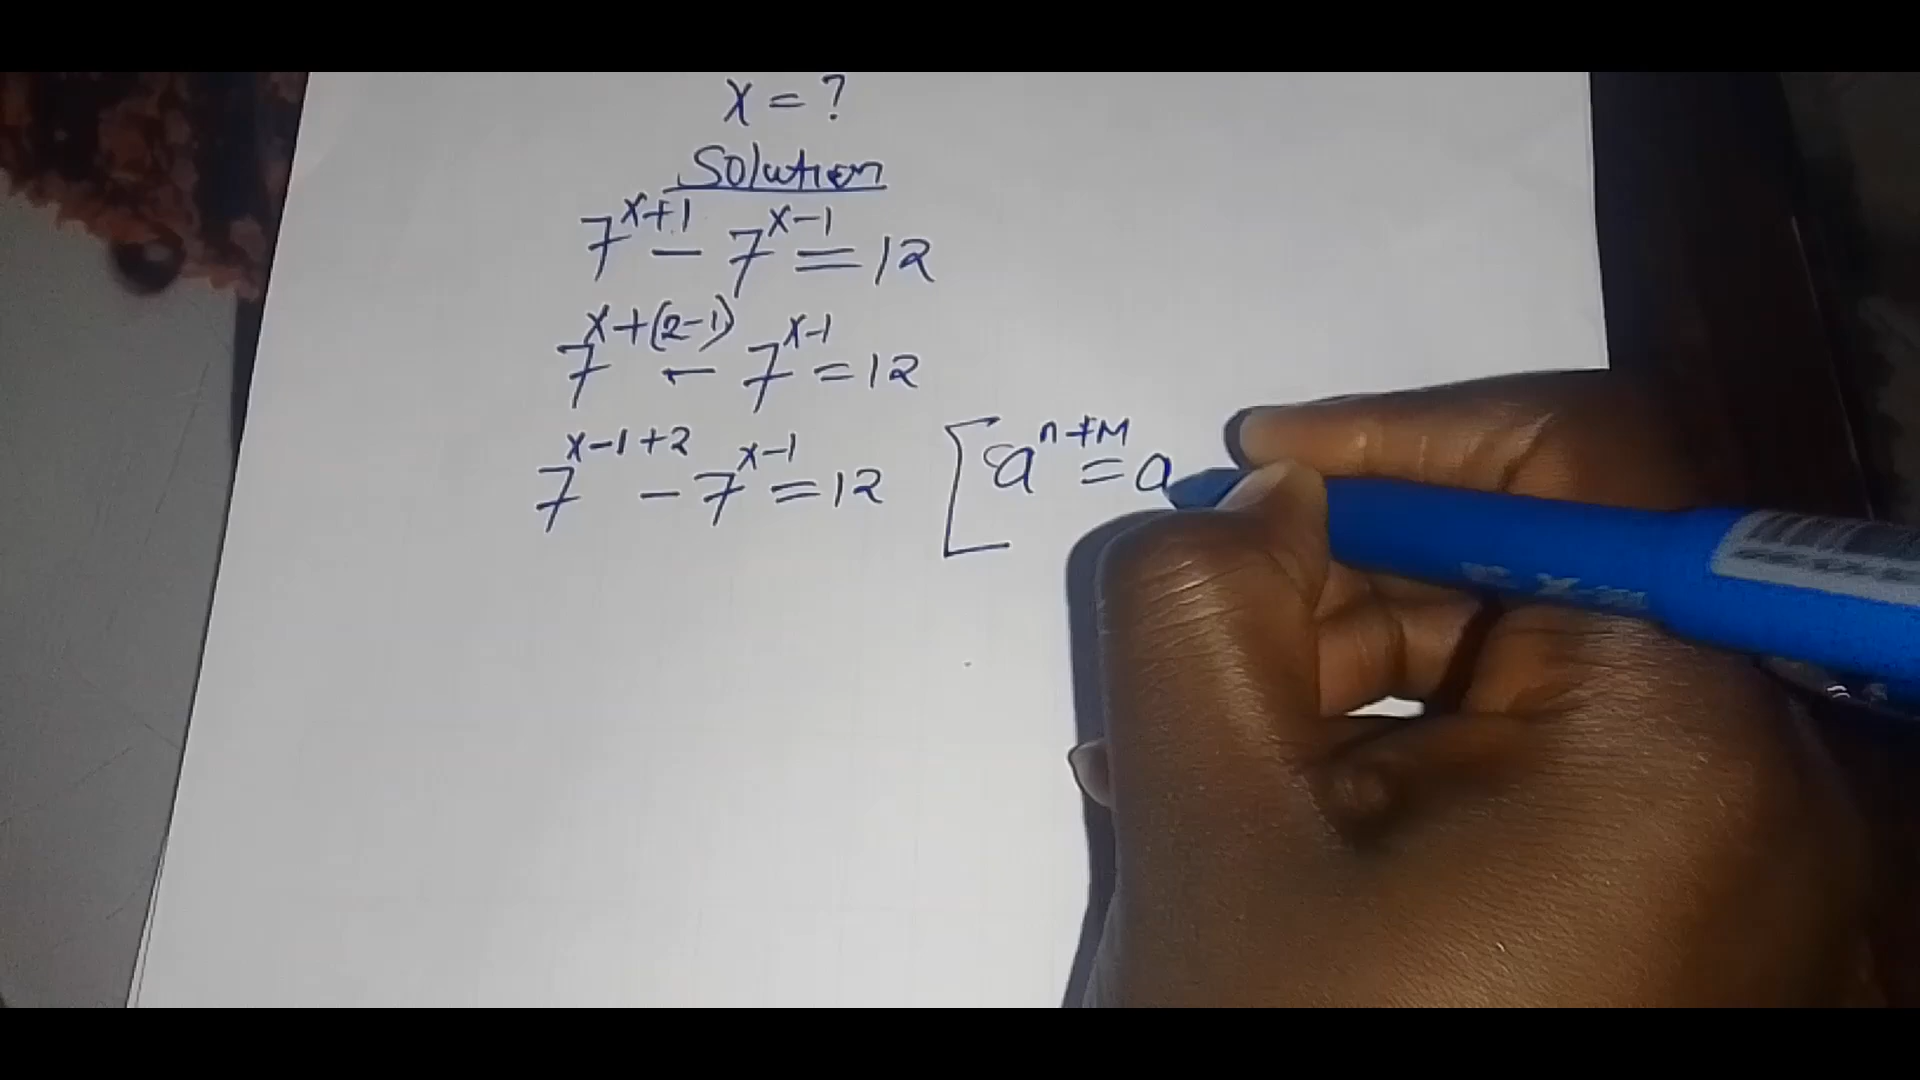 x = ?
Solution
7^{x+1} - 7^{x-1} = 12
7^{x+(2-1)} - 7^{x-1} = 12
7^{x-1+2} - 7^{x-1} = 12 [a^{n+m} = a